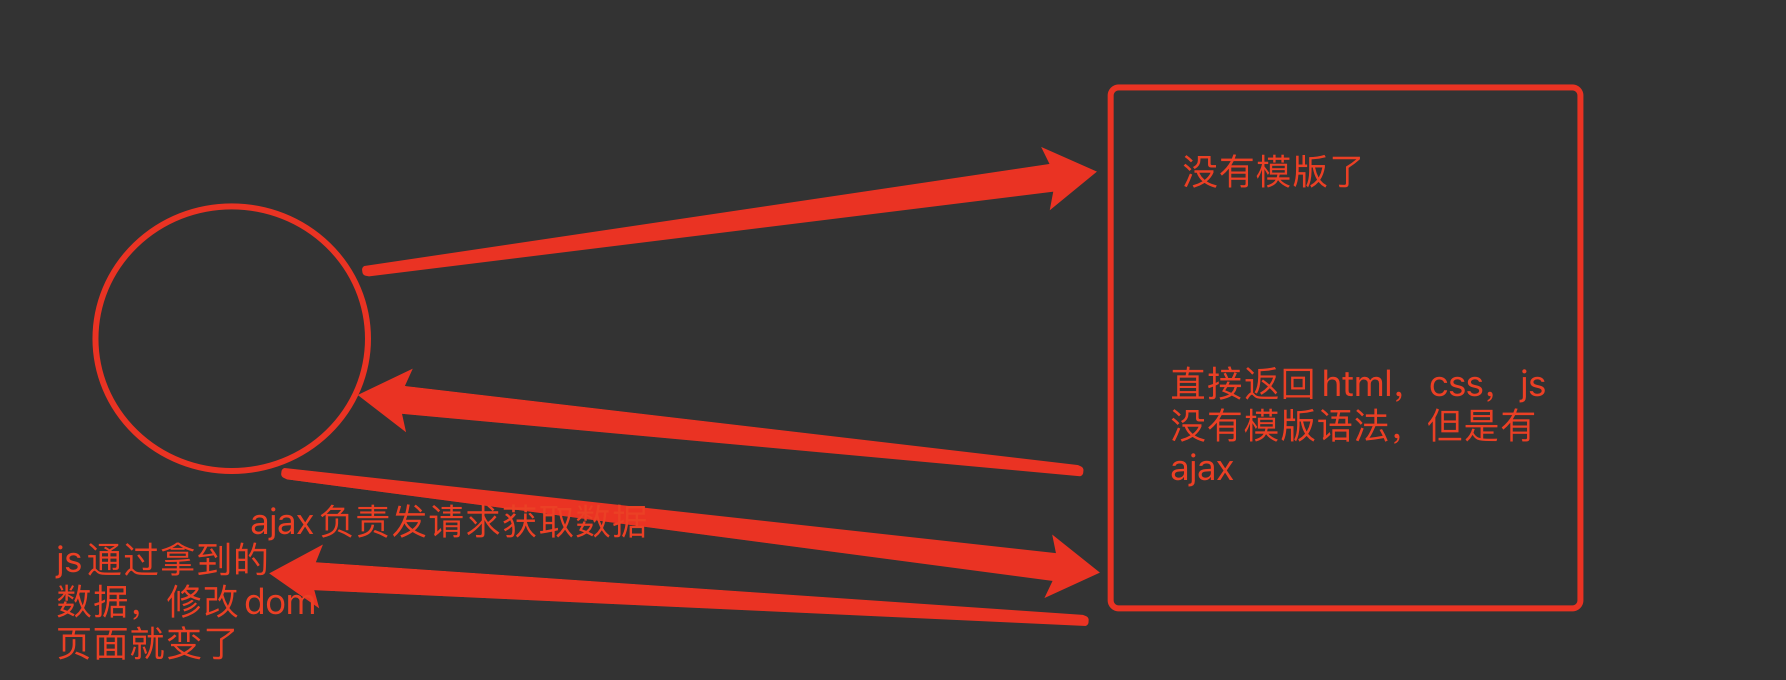 没有模版了
直接返回 html， css， js
没有模版语法，但是有
ajax
ajax 负责发请求获取数据
js 通过拿到的
数据，修改 dom
页面就变了